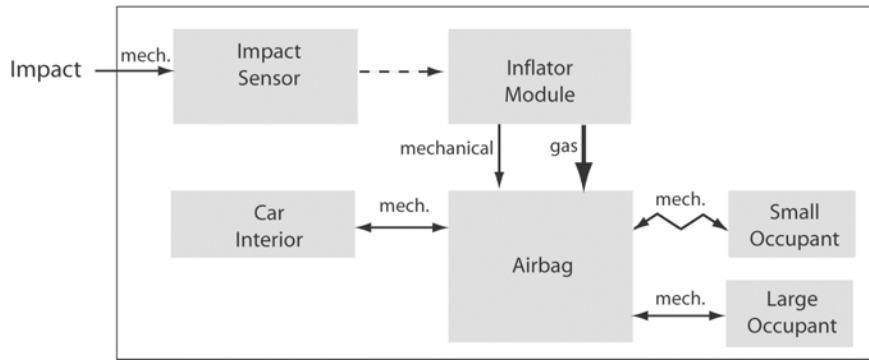 Impact
mech.
Impact
Sensor
Inflator
Module
mechanical
gas
Car
Interior
mech.
Airbag
mech.
Small
Occupant
mech.
Large
Occupant